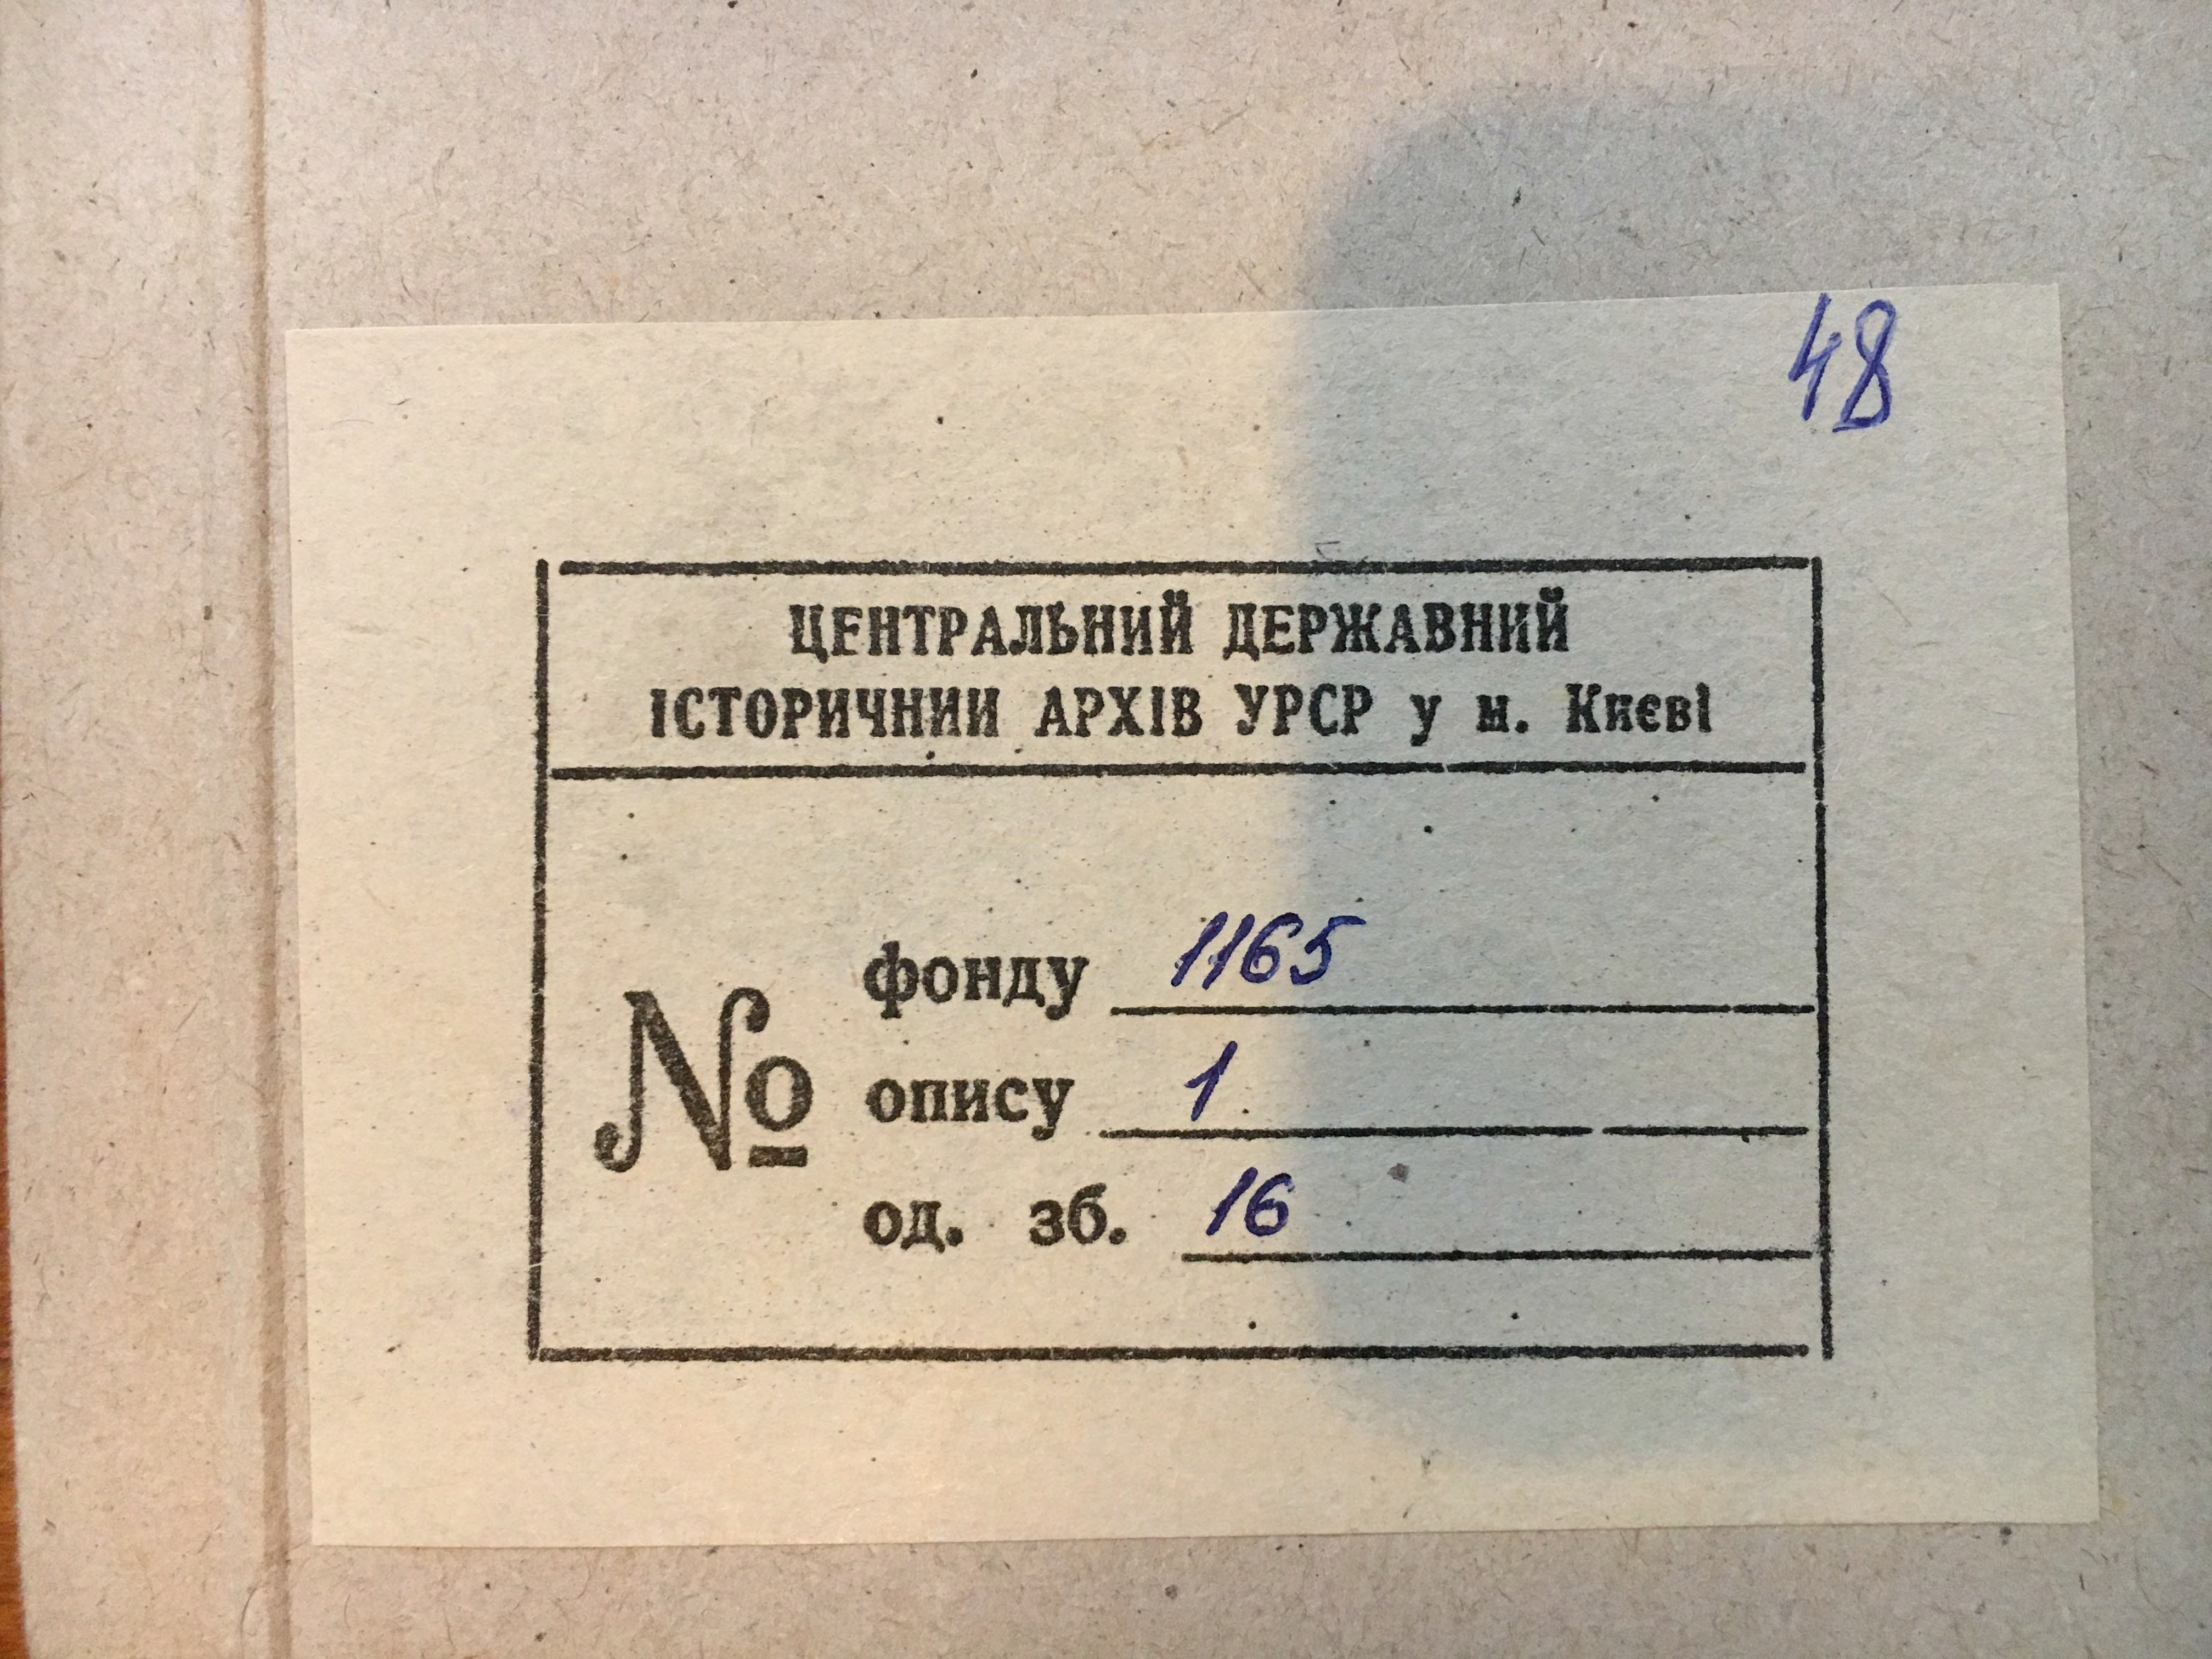 48
ЦЕНТРАЛЬНИЙ ДЕРЖАВНИЙ
ІСТОРИЧНИЙ АРХІВ УРСР у м. Києві
№
фонду 1165
опису 1
од. зб. 16